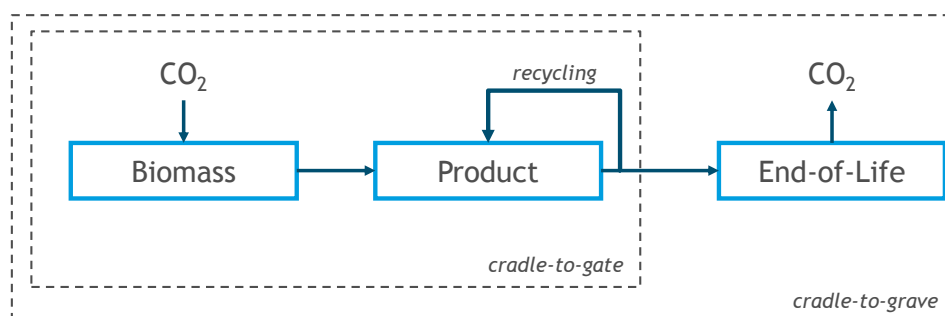 recycling
CO₂
CO₂
Biomass
Product
End-of-Life
cradle-to-gate
cradle-to-grave